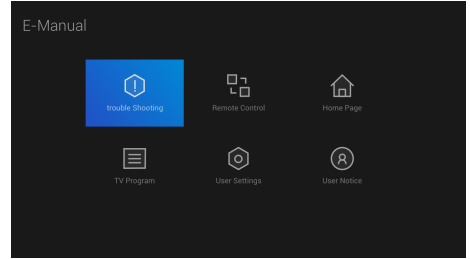 E-Manual
trouble Shooting
Remote Control
Home Page
TV Program
User Settings
User Notice